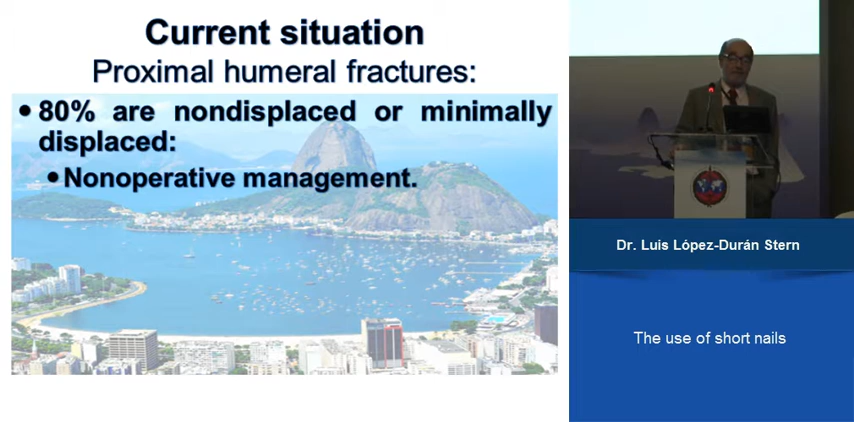 Current situation
Proximal humeral fractures:
• 80% are nondisplaced or minimally
displaced:
• Nonoperative management.
Dr. Luis López-Durán Stern
The use of short nails